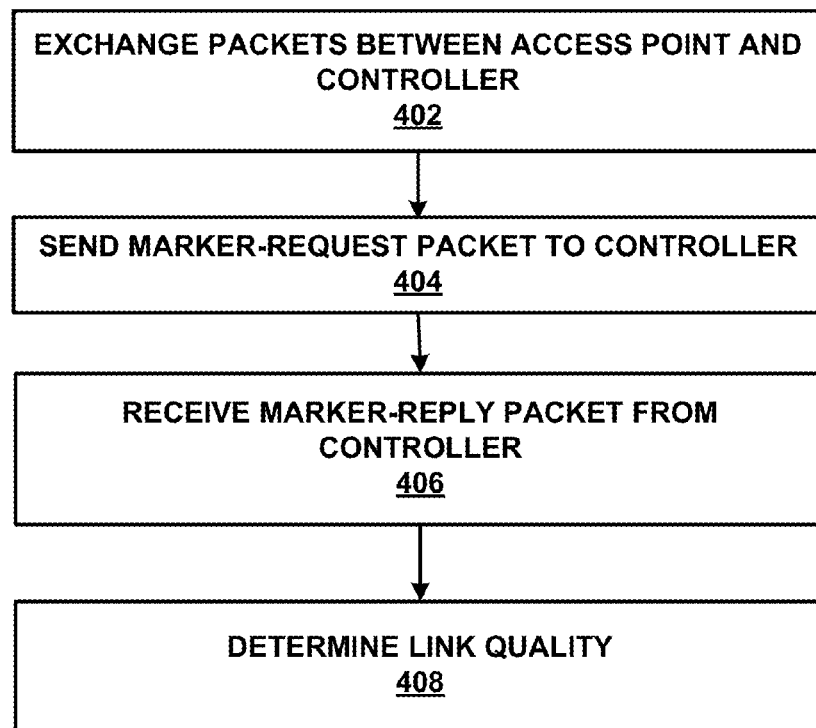 EXCHANGE PACKETS BETWEEN ACCESS POINT AND
CONTROLLER
402
SEND MARKER-REQUEST PACKET TO CONTROLLER
404
RECEIVE MARKER-REPLY PACKET FROM
CONTROLLER
406
DETERMINE LINK QUALITY
408